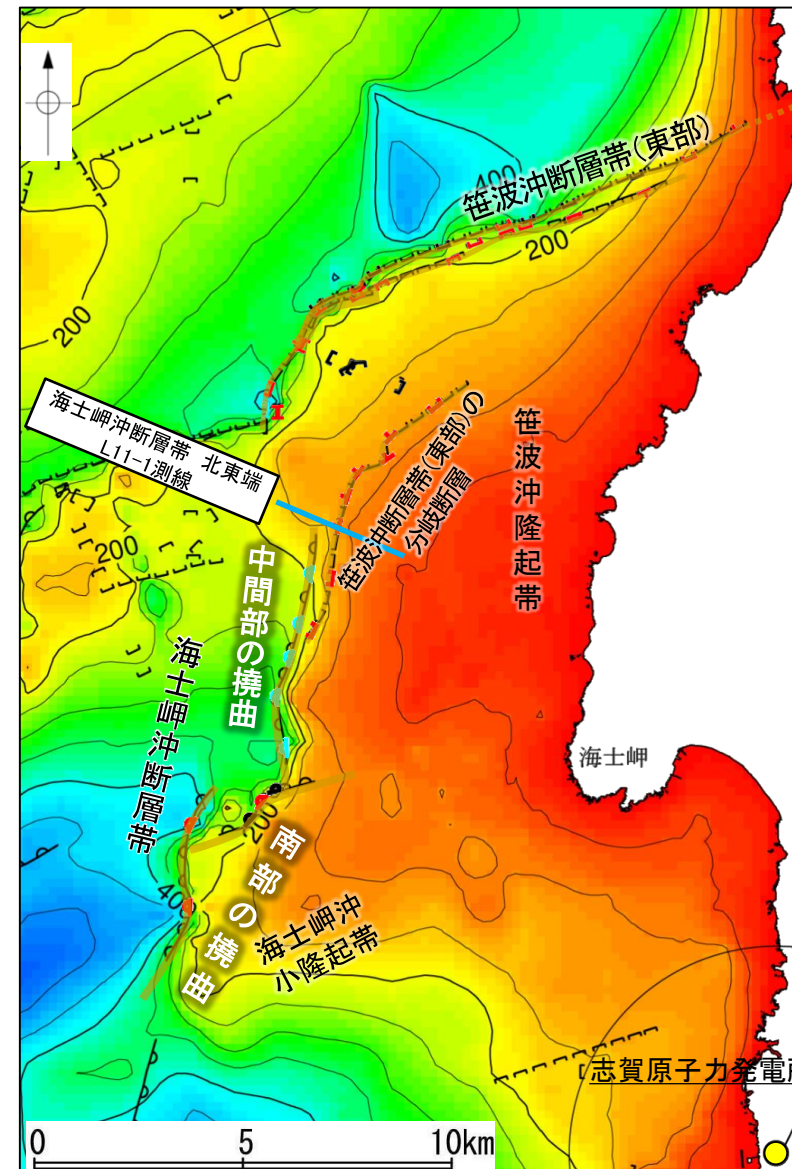 400
笹波沖断層帯(東部)
200
200
海士岬沖断層帯 北東端
L11-1測線
笹波沖断層帯(東部)の
分岐断層
笹波沖隆起帯
200
中間部の撓曲
海士岬沖断層帯
海士岬
200
南部の撓曲
400
海士岬沖
小隆起帯
志賀原子力発電
0 5 10km